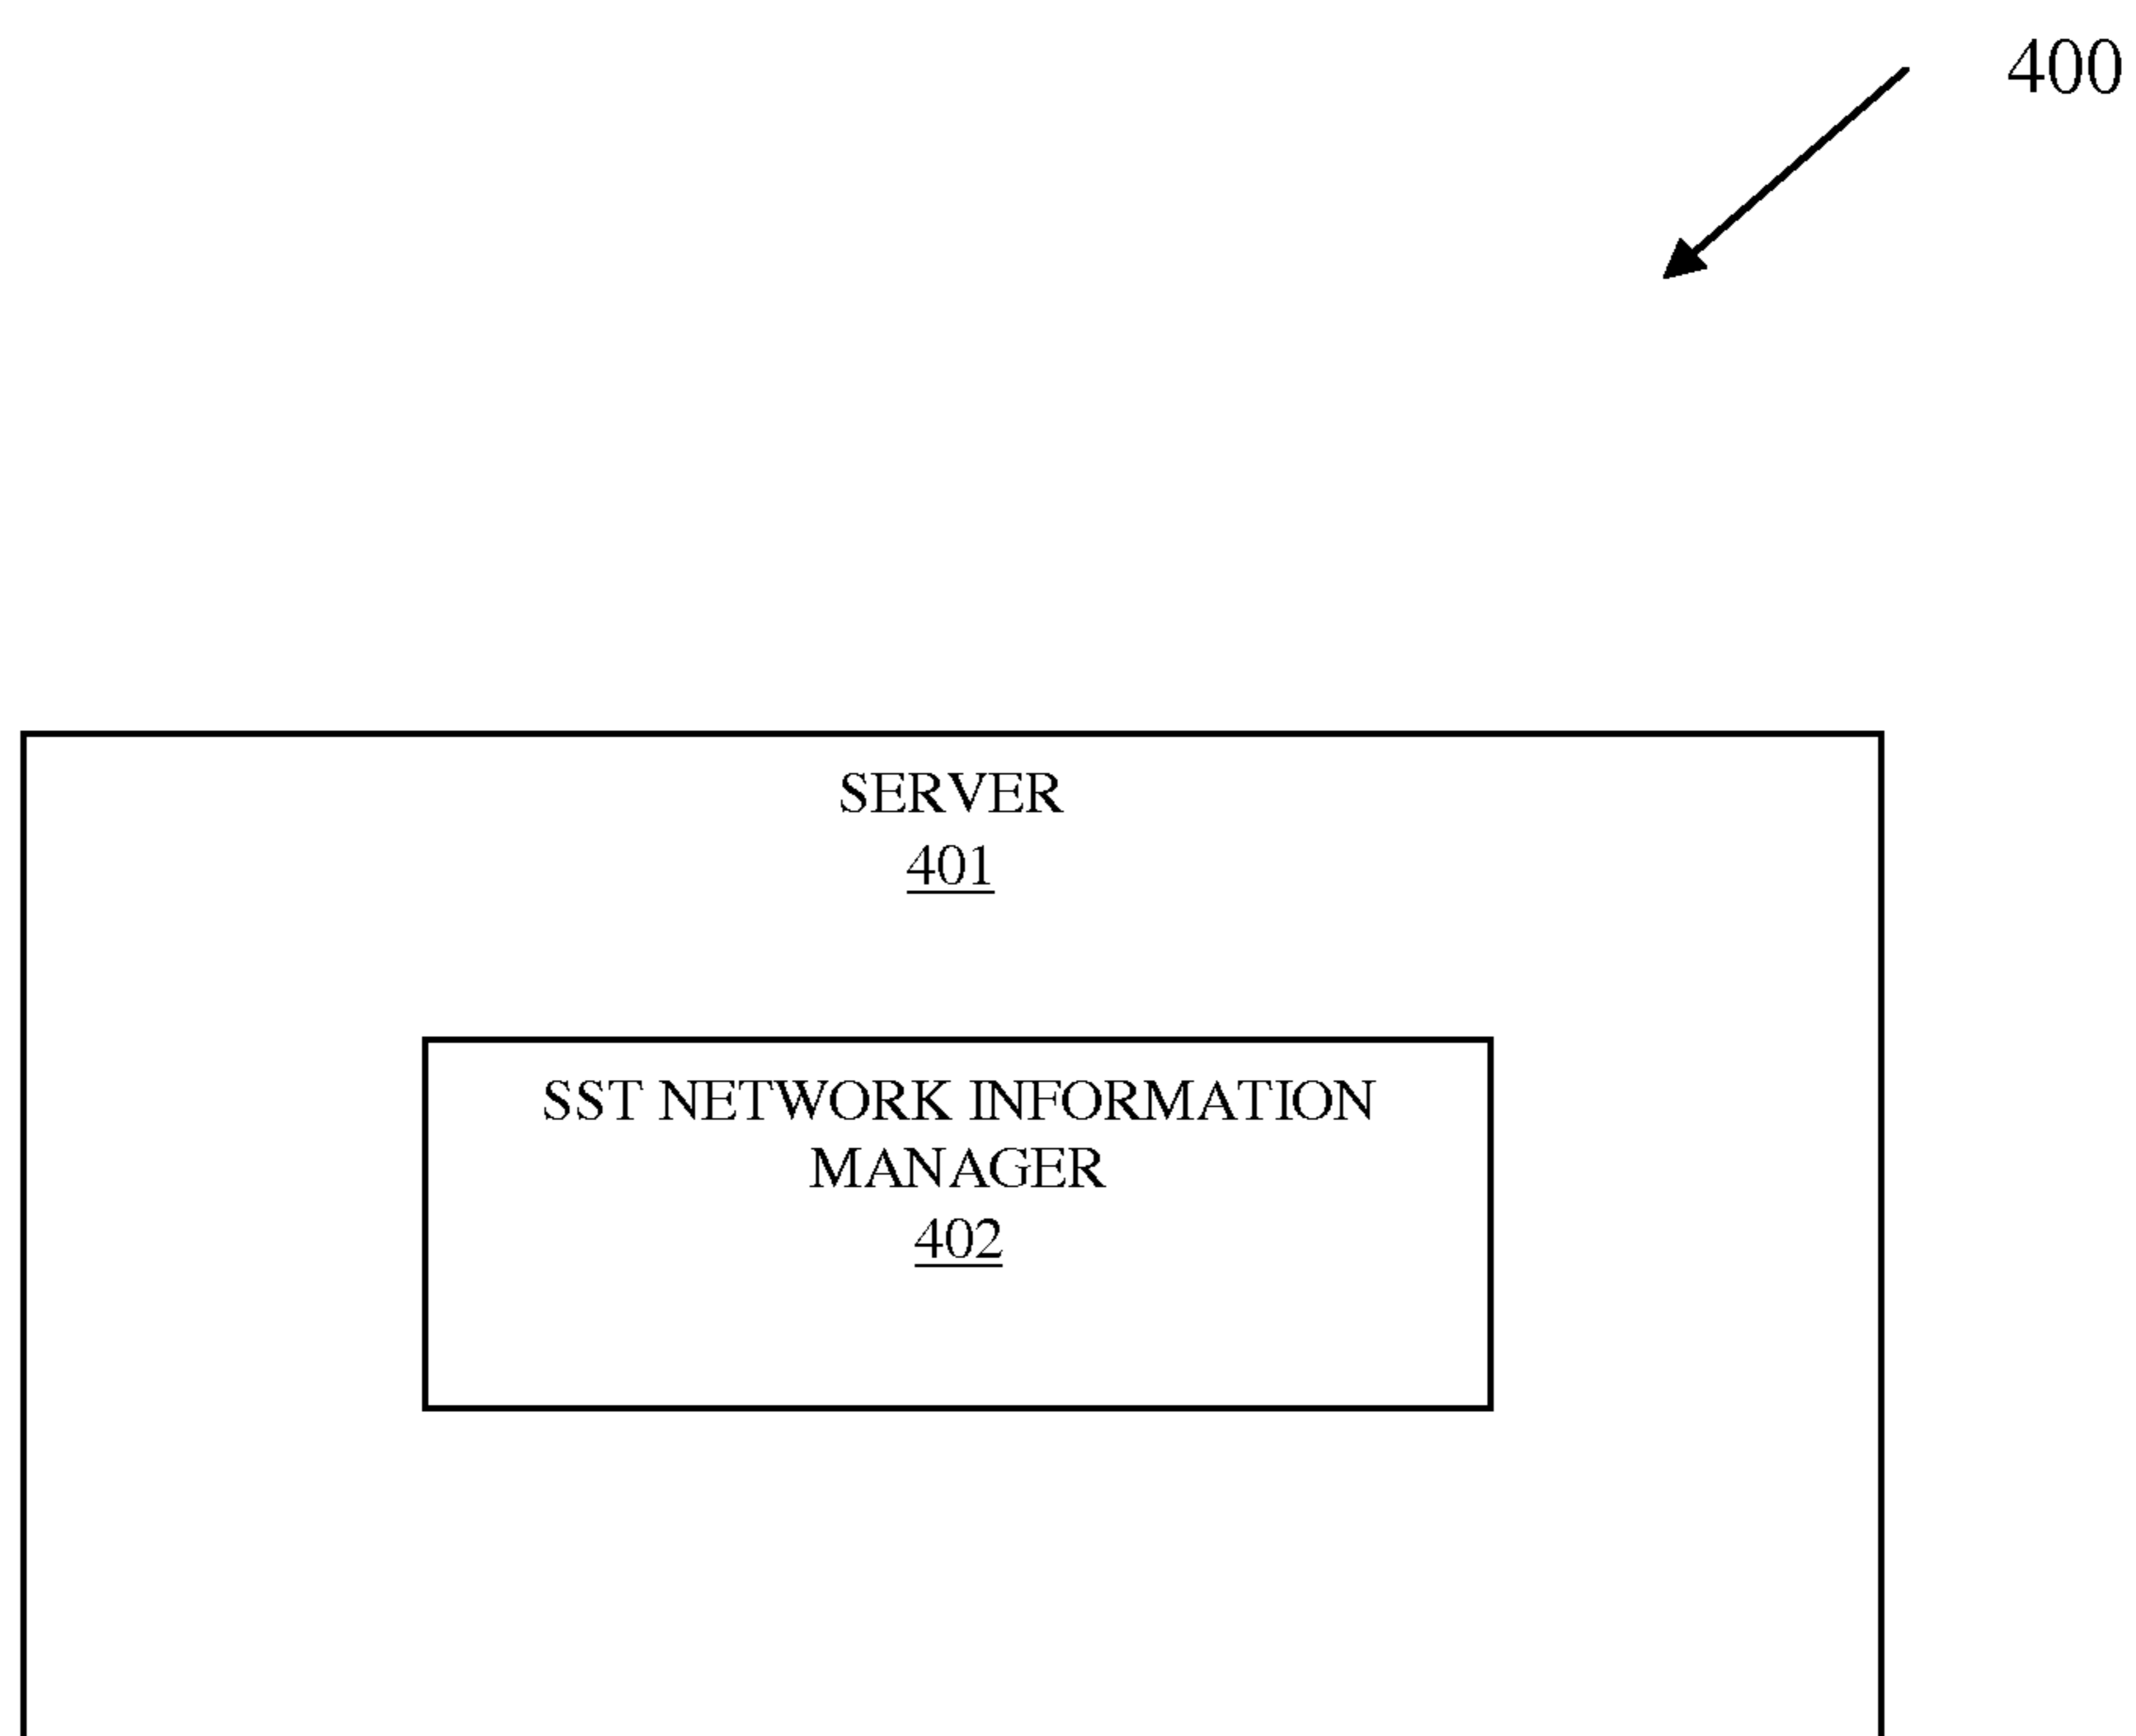 400
SERVER
401
SST NETWORK INFORMATION
MANAGER
402